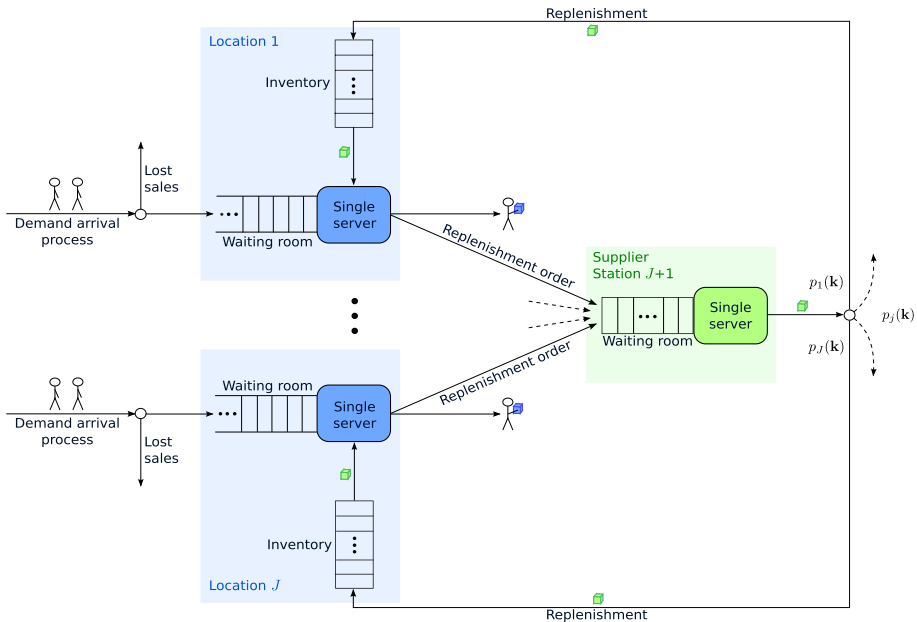 Replenishment
Location 1
Inventory
Lost
sales
Single
server
Demand arrival
process
Waiting room
Replenishment order
Supplier
Station J+1
Single
server
Waiting room
p₁(k)
pⱼ(k)
p_J(k)
Replenishment order
Waiting room
Single
server
Demand arrival
process
Lost
sales
Inventory
Location J
Replenishment